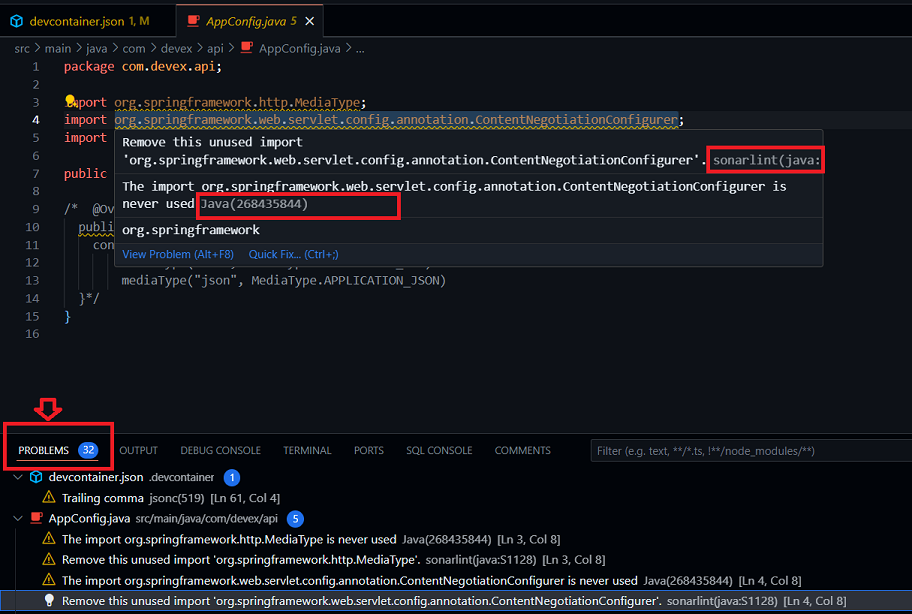 devcontainer.json 1, M
AppConfig.java 5
src > main > java > com > devex > api > AppConfig.java > ...
1 package com.devex.api;
2
3 import org.springframework.http.MediaType;
4 import org.springframework.web.servlet.config.annotation.ContentNegotiationConfigurer;
5 import
Remove this unused import
6
'org.springframework.web.servlet.config.annotation.ContentNegotiationConfigurer'. sonarlint(java:
7 public
8
The import org.springframework.web.servlet.config.annotation.ContentNegotiationConfigurer is
9 /* @Ov
never used Java(268435844)
10 publi
org.springframework
11 con
View Problem (Alt+F8) Quick Fix... (Ctrl+;)
12
13 mediaType("json", MediaType.APPLICATION_JSON)
14 }*/
15 }
16
PROBLEMS 32 OUTPUT DEBUG CONSOLE TERMINAL PORTS SQL CONSOLE COMMENTS Filter (e.g. text, **/*.ts, !**/node_modules/**)
devcontainer.json .devcontainer 1
Trailing comma jsonc(519) [Ln 61, Col 4]
AppConfig.java src/main/java/com/devex/api 5
The import org.springframework.http.MediaType is never used Java(268435844) [Ln 3, Col 8]
Remove this unused import 'org.springframework.http.MediaType'. sonarlint(java:S1128) [Ln 3, Col 8]
The import org.springframework.web.servlet.config.annotation.ContentNegotiationConfigurer is never used Java(268435844) [Ln 4, Col 8]
Remove this unused import 'org.springframework.web.servlet.config.annotation.ContentNegotiationConfigurer'. sonarlint(java:S1128) [Ln 4, Col 8]